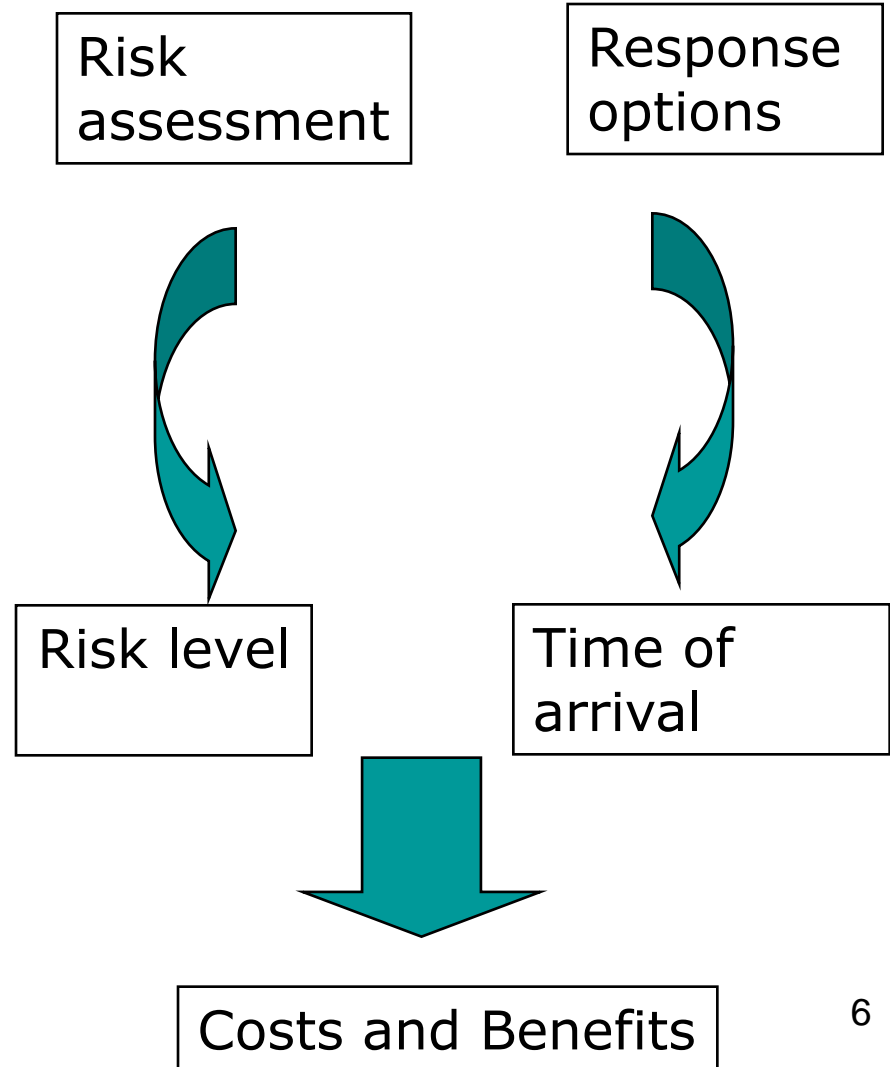 Risk
assessment
Response
options
Risk level
Time of
arrival
Costs and Benefits
6